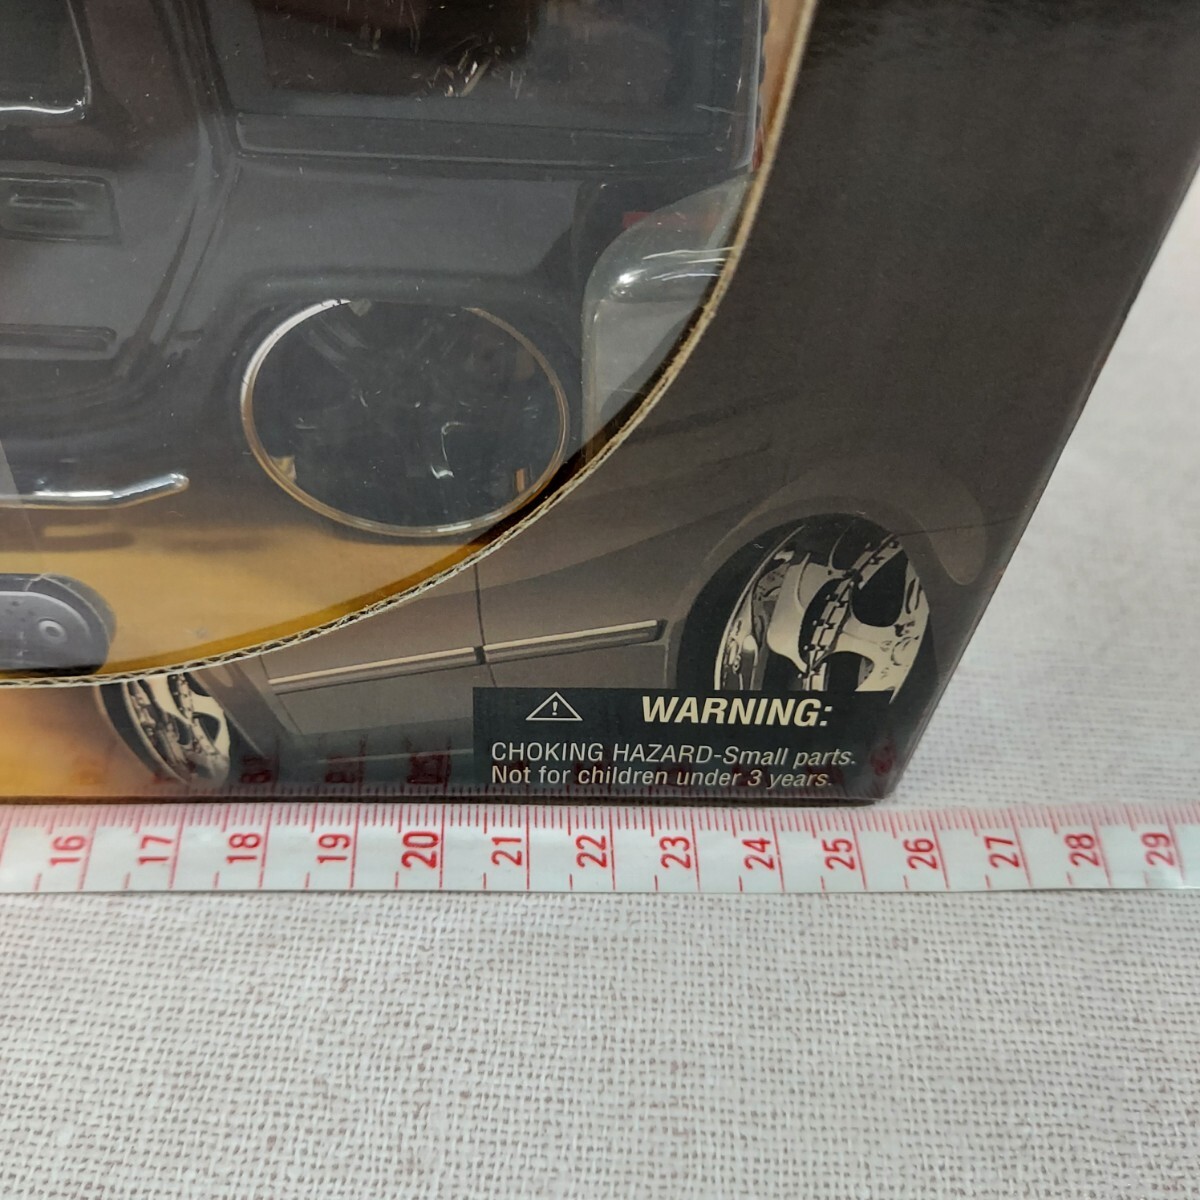 WARNING:
CHOKING HAZARD-Small parts.
Not for children under 3 years.
16 17 18 19 20 21 22 23 24 25 26 27 28 29